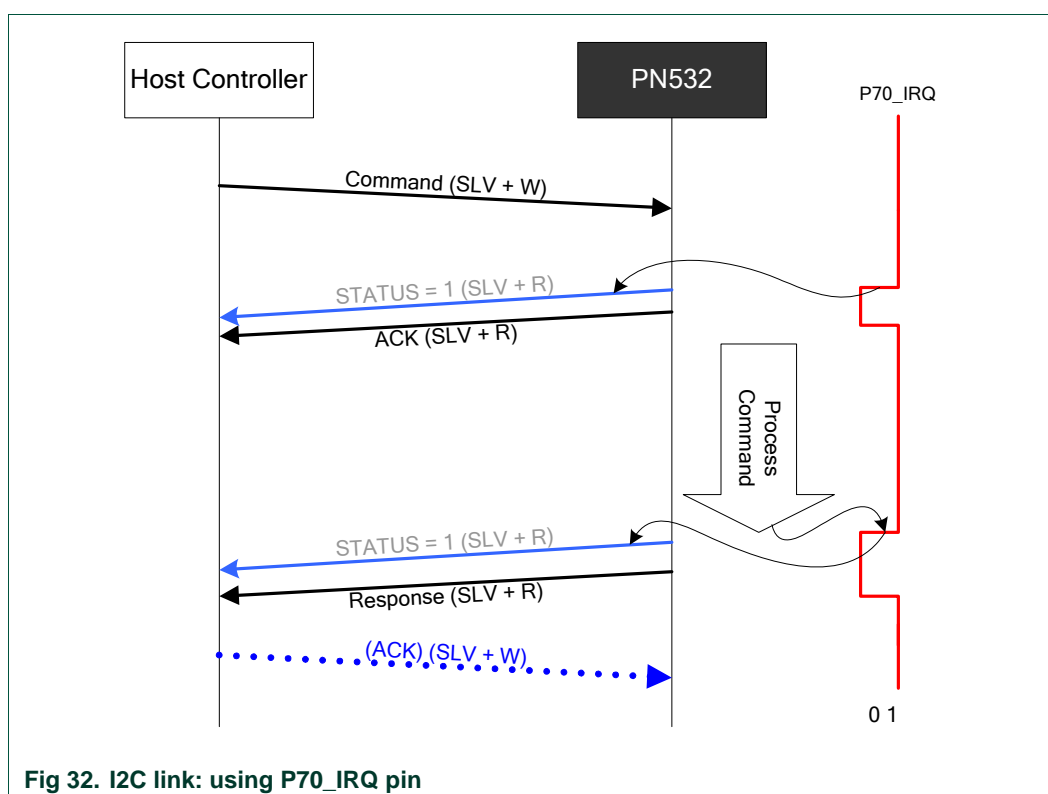 Host Controller
PN532
P70_IRQ
Command (SLV + W)
STATUS = 1 (SLV + R)
ACK (SLV + R)
Process
Command
STATUS = 1 (SLV + R)
Response (SLV + R)
(ACK) (SLV + W)
0 1
Fig 32. I2C link: using P70_IRQ pin